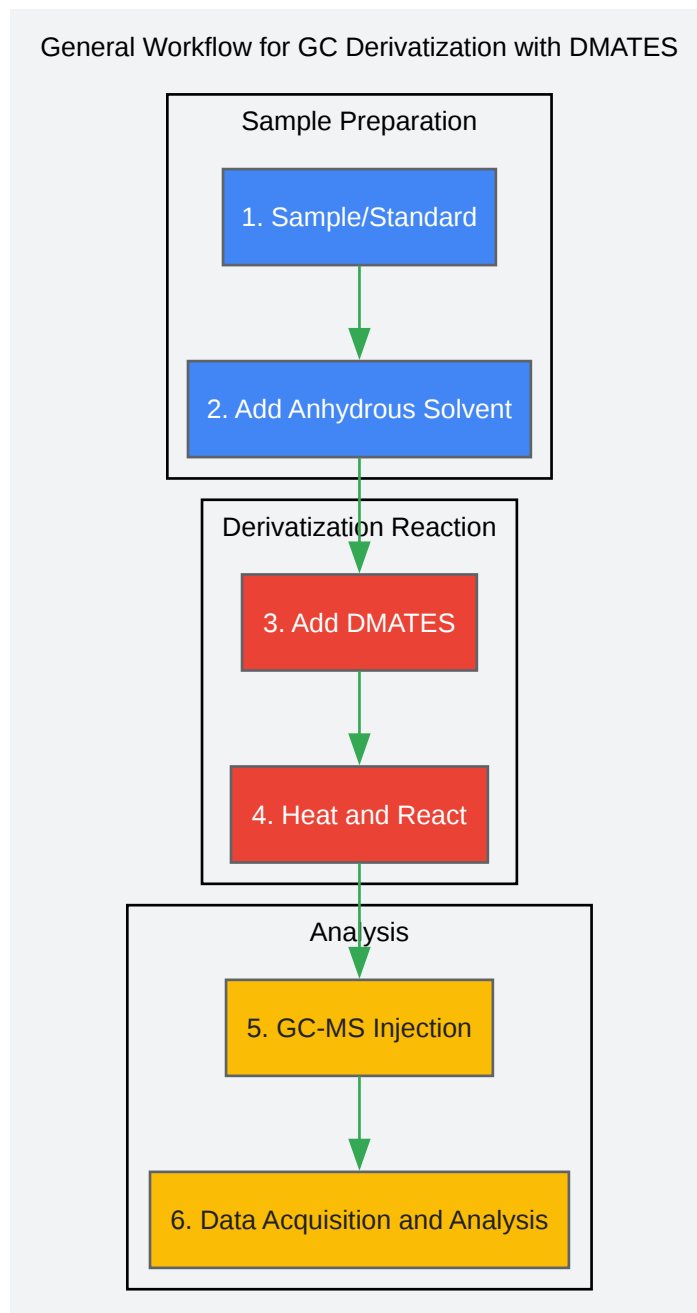 General Workflow for GC Derivatization with DMATES
Sample Preparation
1. Sample/Standard
2. Add Anhydrous Solvent
Derivatization Reaction
3. Add DMATES
4. Heat and React
Analysis
5. GC-MS Injection
6. Data Acquisition and Analysis